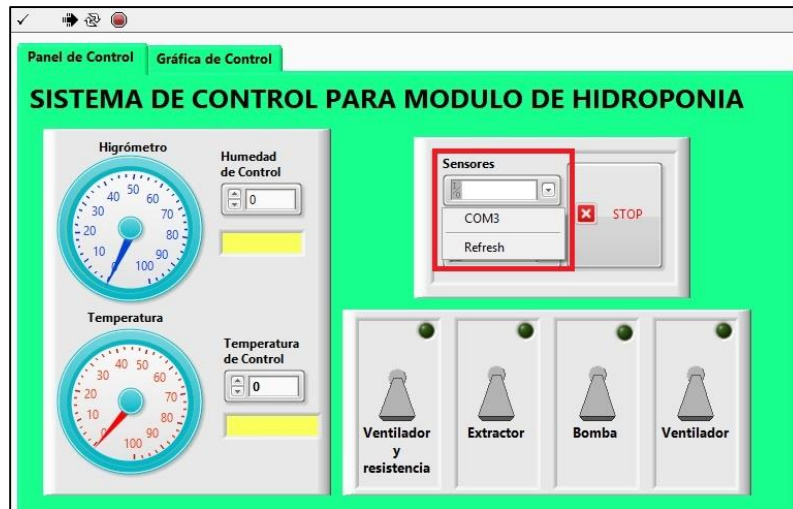 Panel de Control
Gráfica de Control
SISTEMA DE CONTROL PARA MODULO DE HIDROPONIA
Higrómetro
0 10 20 30 40 50 60 70 80 90 100
Humedad
de Control
0
Temperatura
0 10 20 30 40 50 60 70 80 90 100
Temperatura
de Control
0
Sensores
COM3
Refresh
STOP
Ventilador
y
resistencia
Extractor
Bomba
Ventilador